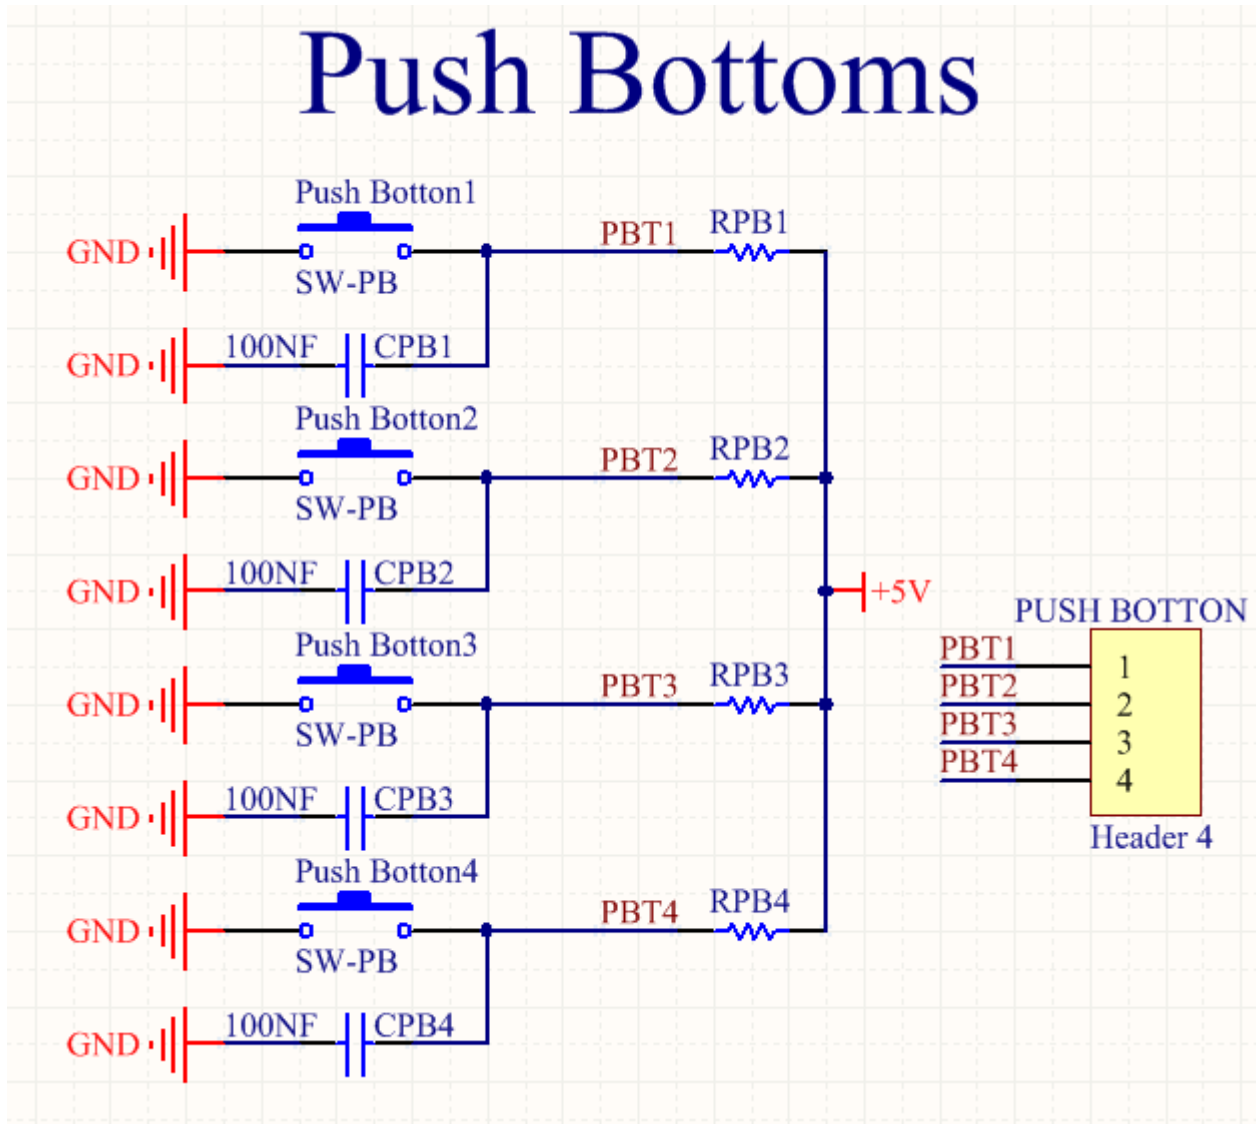 Push Bottoms
Push Botton1
GND
SW-PB
PBT1
RPB1
GND
100NF
CPB1
Push Botton2
GND
SW-PB
PBT2
RPB2
GND
100NF
CPB2
+5V
Push Botton3
GND
SW-PB
PBT3
RPB3
GND
100NF
CPB3
Push Botton4
GND
SW-PB
PBT4
RPB4
GND
100NF
CPB4
PUSH BOTTON
PBT1 1
PBT2 2
PBT3 3
PBT4 4
Header 4